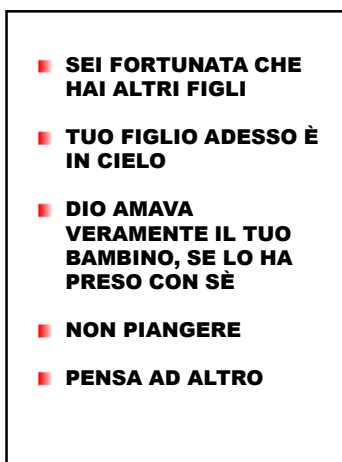 SEI FORTUNATA CHE
HAI ALTRI FIGLI
TUO FIGLIO ADESSO È
IN CIELO
DIO AMAVA
VERAMENTE IL TUO
BAMBINO, SE LO HA
PRESO CON SÈ
NON PIANGERE
PENSA AD ALTRO